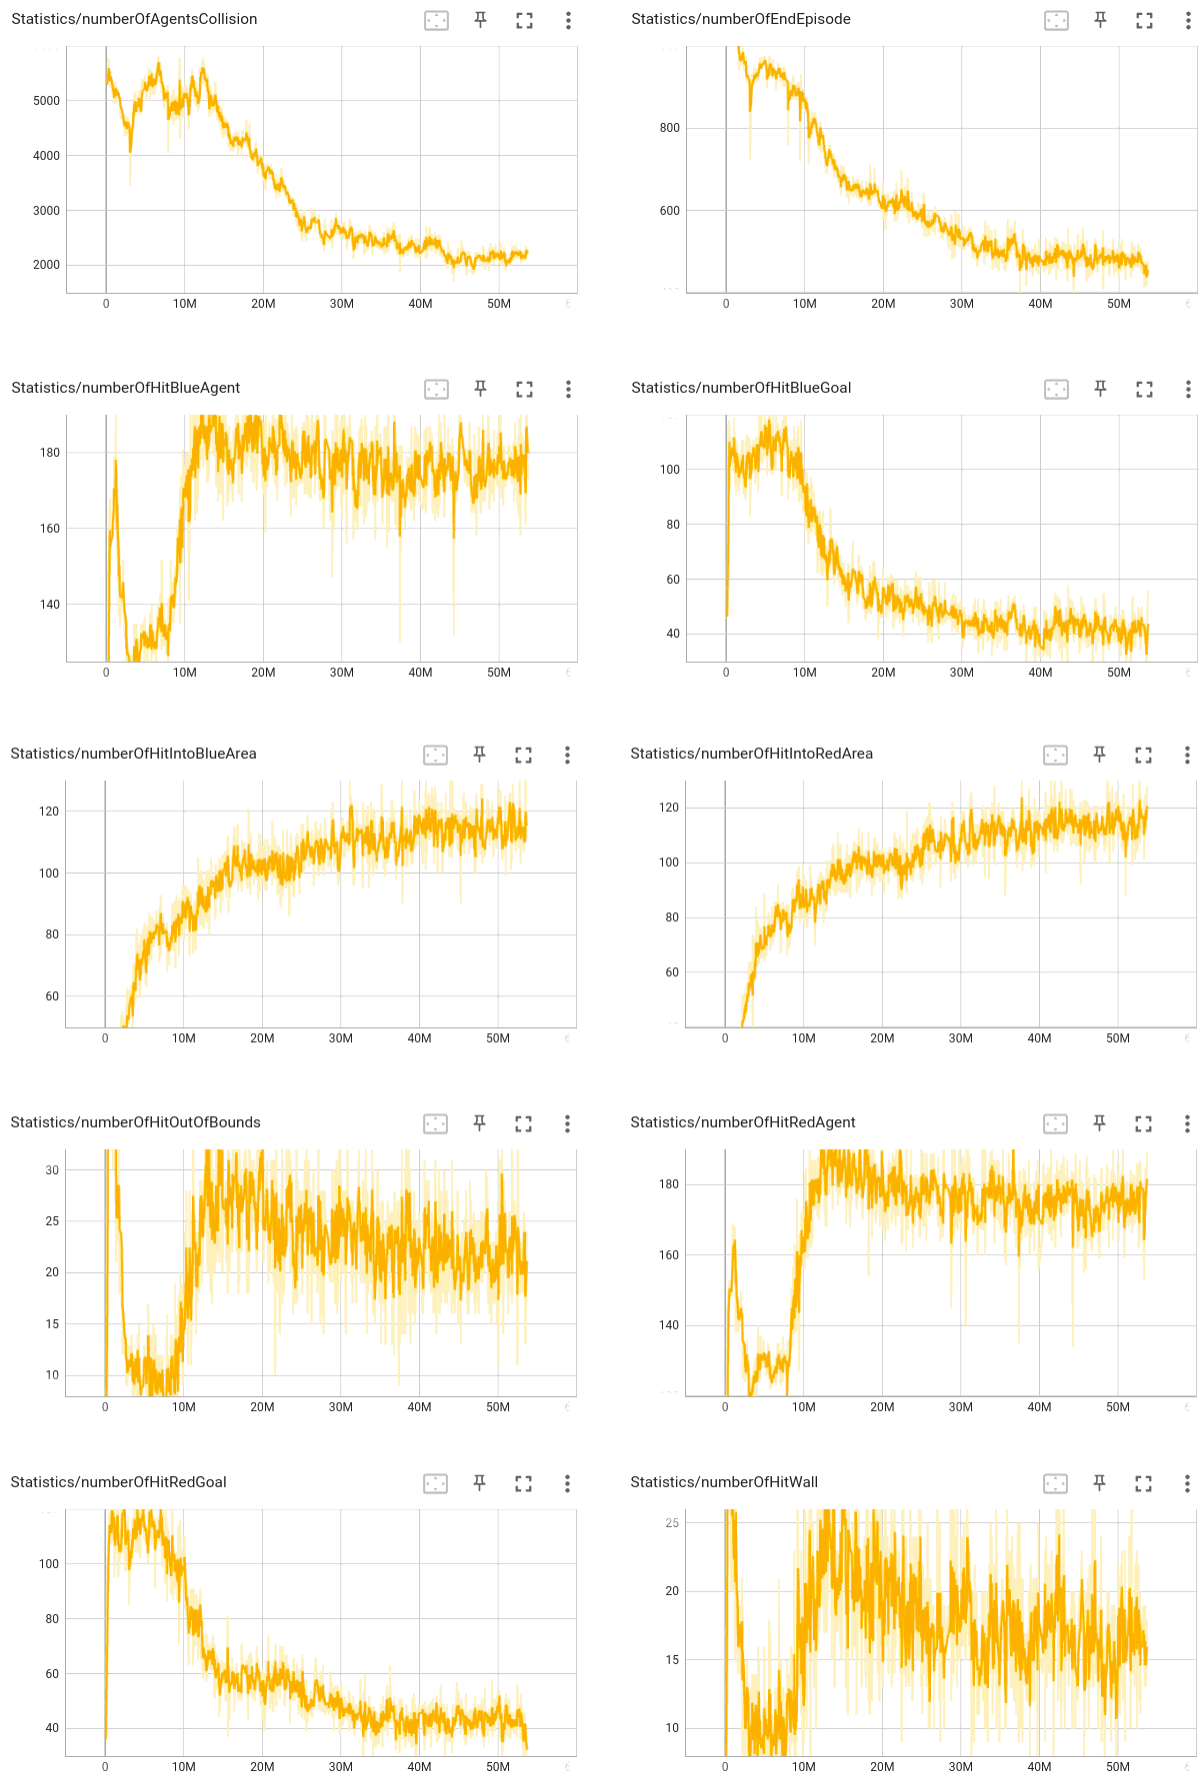 Statistics/numberOfAgentsCollision
5000
4000
3000
2000
0 10M 20M 30M 40M 50M
Statistics/numberOfEndEpisode
800
600
0 10M 20M 30M 40M 50M
Statistics/numberOfHitBlueAgent
180
160
140
0 10M 20M 30M 40M 50M
Statistics/numberOfHitBlueGoal
100
80
60
40
0 10M 20M 30M 40M 50M
Statistics/numberOfHitIntoBlueArea
120
100
80
60
0 10M 20M 30M 40M 50M
Statistics/numberOfHitIntoRedArea
120
100
80
60
0 10M 20M 30M 40M 50M
Statistics/numberOfHitOutOfBounds
30
25
20
15
10
0 10M 20M 30M 40M 50M
Statistics/numberOfHitRedAgent
180
160
140
0 10M 20M 30M 40M 50M
Statistics/numberOfHitRedGoal
100
80
60
40
0 10M 20M 30M 40M 50M
Statistics/numberOfHitWall
25
20
15
10
0 10M 20M 30M 40M 50M